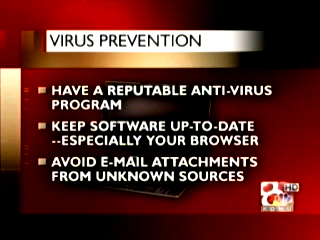 VIRUS PREVENTION
HAVE A REPUTABLE ANTI-VIRUS
PROGRAM
KEEP SOFTWARE UP-TO-DATE
--ESPECIALLY YOUR BROWSER
AVOID E-MAIL ATTACHMENTS
FROM UNKNOWN SOURCES
HD
KOMU